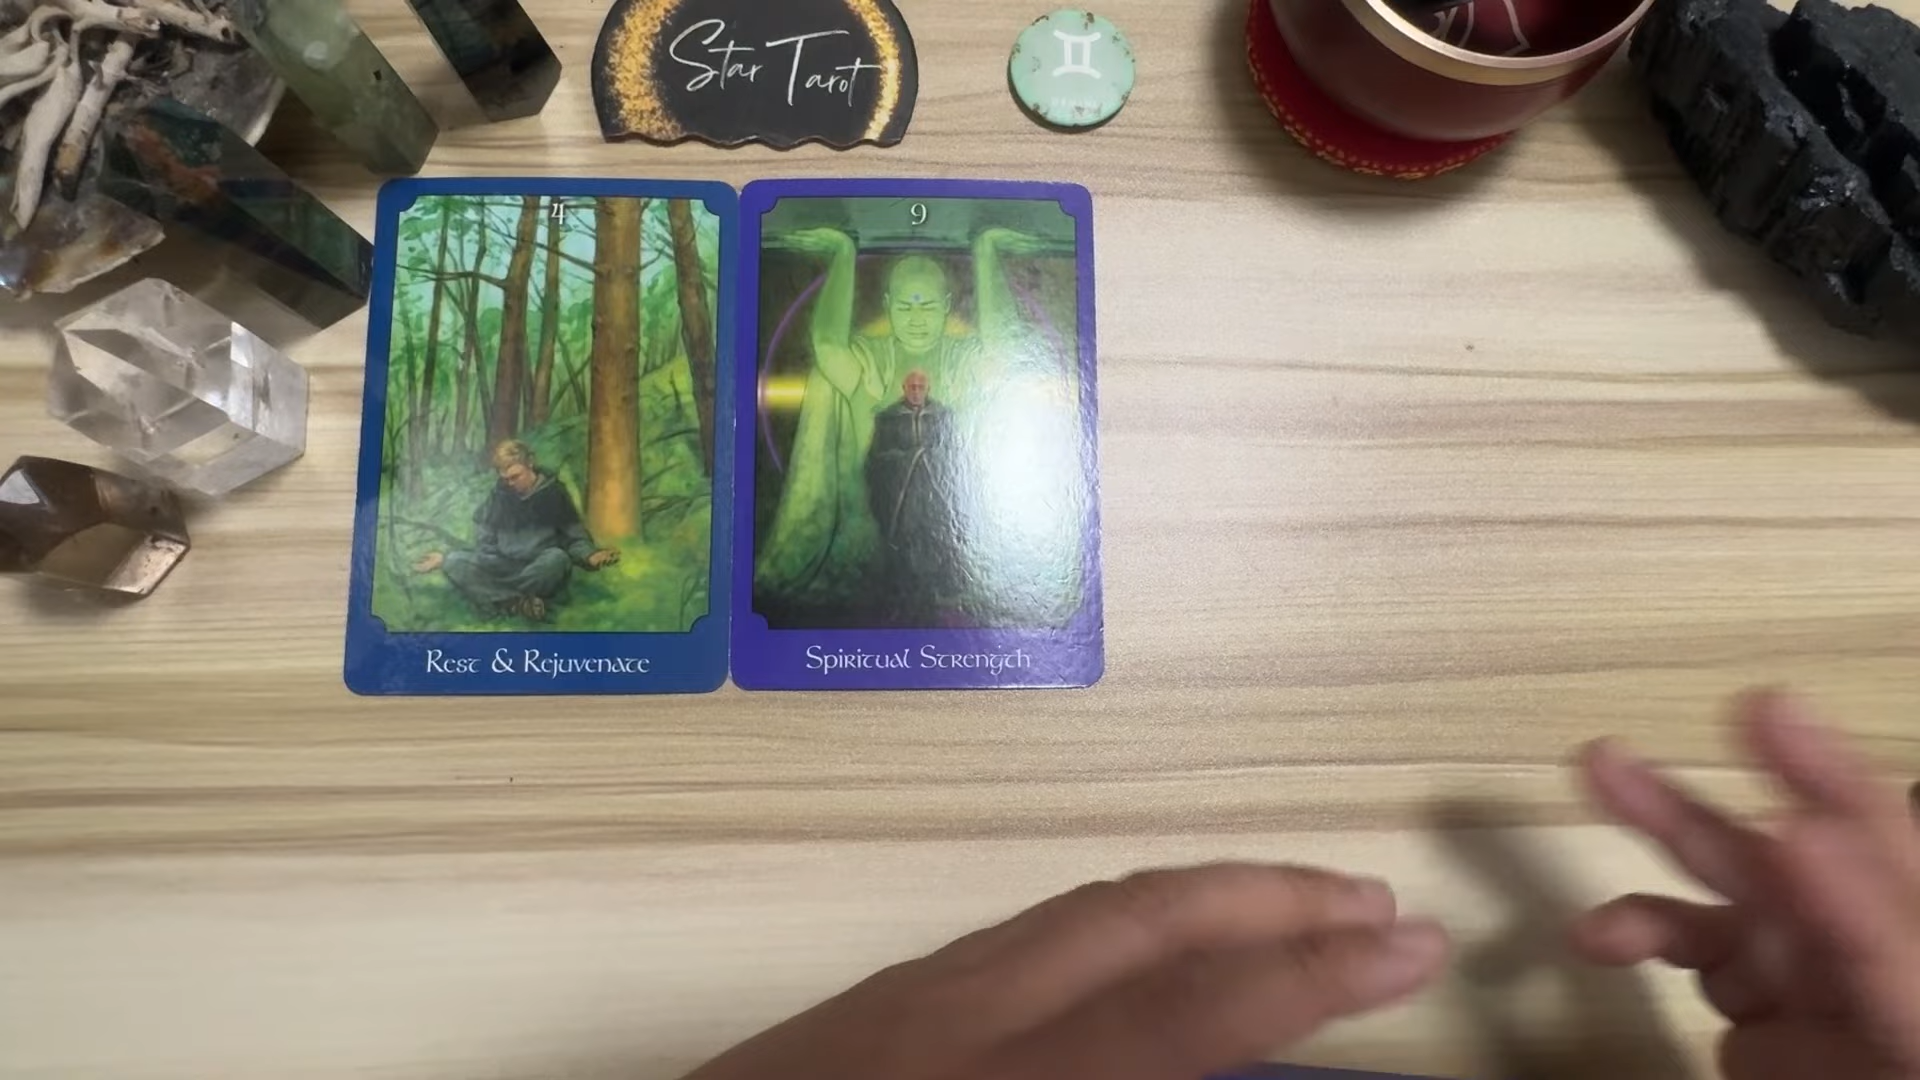 Star Tarot
♊
4
9
Rest & Rejuvenate
Spiritual Strength